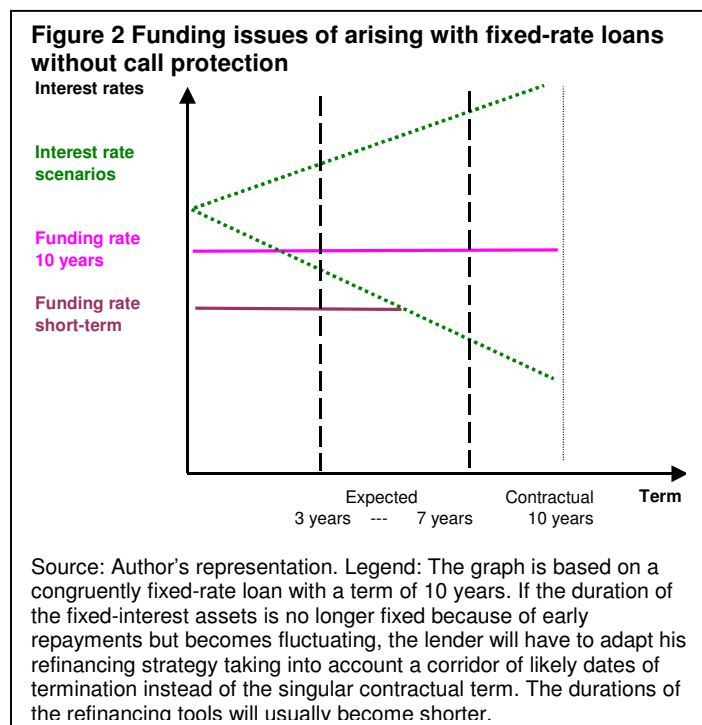 Figure 2 Funding issues of arising with fixed-rate loans
without call protection
Interest rates
Interest rate
scenarios
Funding rate
10 years
Funding rate
short-term
Expected Contractual Term
3 years --- 7 years 10 years
Source: Author’s representation. Legend: The graph is based on a
congruently fixed-rate loan with a term of 10 years. If the duration of
the fixed-interest assets is no longer fixed because of early
repayments but becomes fluctuating, the lender will have to adapt his
refinancing strategy taking into account a corridor of likely dates of
termination instead of the singular contractual term. The durations of
the refinancing tools will usually become shorter.